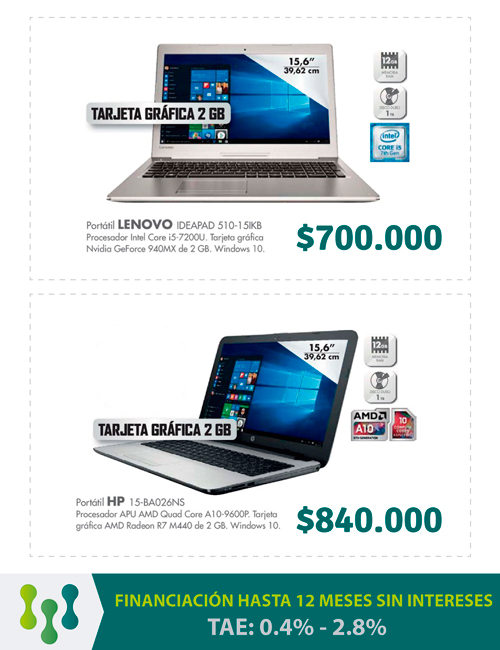 15,6"
39,62 cm
12GB
MEMORIA
RAM
TARJETA GRÁFICA 2 GB
DISCO DURO
1 TB
intel
CORE i5
7th Gen
Portátil LENOVO IDEAPAD 510-15IKB
Procesador Intel Core i5-7200U. Tarjeta gráfica
Nvidia GeForce 940MX de 2 GB. Windows 10.
$700.000
15,6"
39,62 cm
12GB
MEMORIA
RAM
DISCO DURO
1 TB
TARJETA GRÁFICA 2 GB
AMD
A10
10
Portátil HP 15-BA026NS
Procesador APU AMD Quad Core A10-9600P. Tarjeta
gráfica AMD Radeon R7 M440 de 2 GB. Windows 10.
$840.000
FINANCIACIÓN HASTA 12 MESES SIN INTERESES
TAE: 0.4% - 2.8%